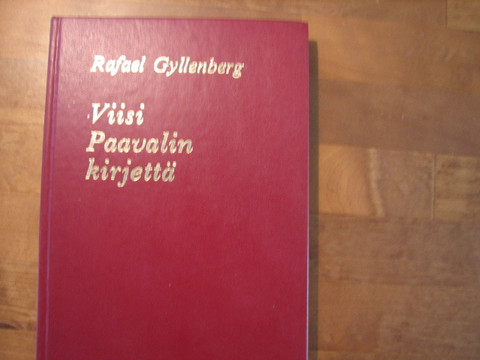 Rafael Gyllenberg
Viisi
Paavalin
kirjettä